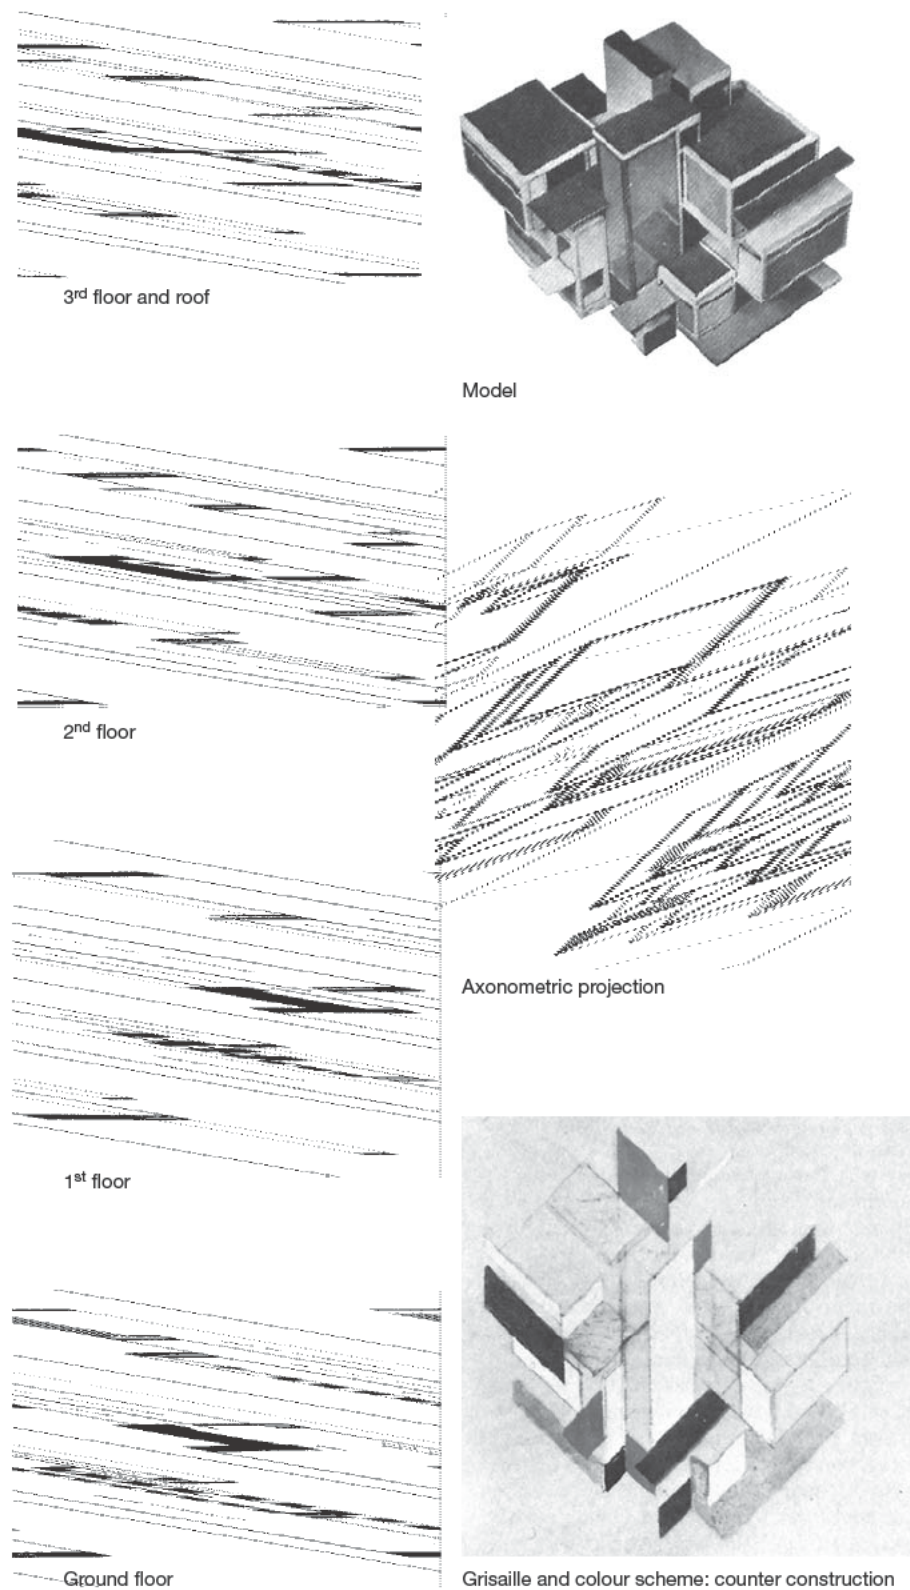 3rd floor and roof
Model
2nd floor
Axonometric projection
1st floor
Ground floor
Grisaille and colour scheme: counter construction